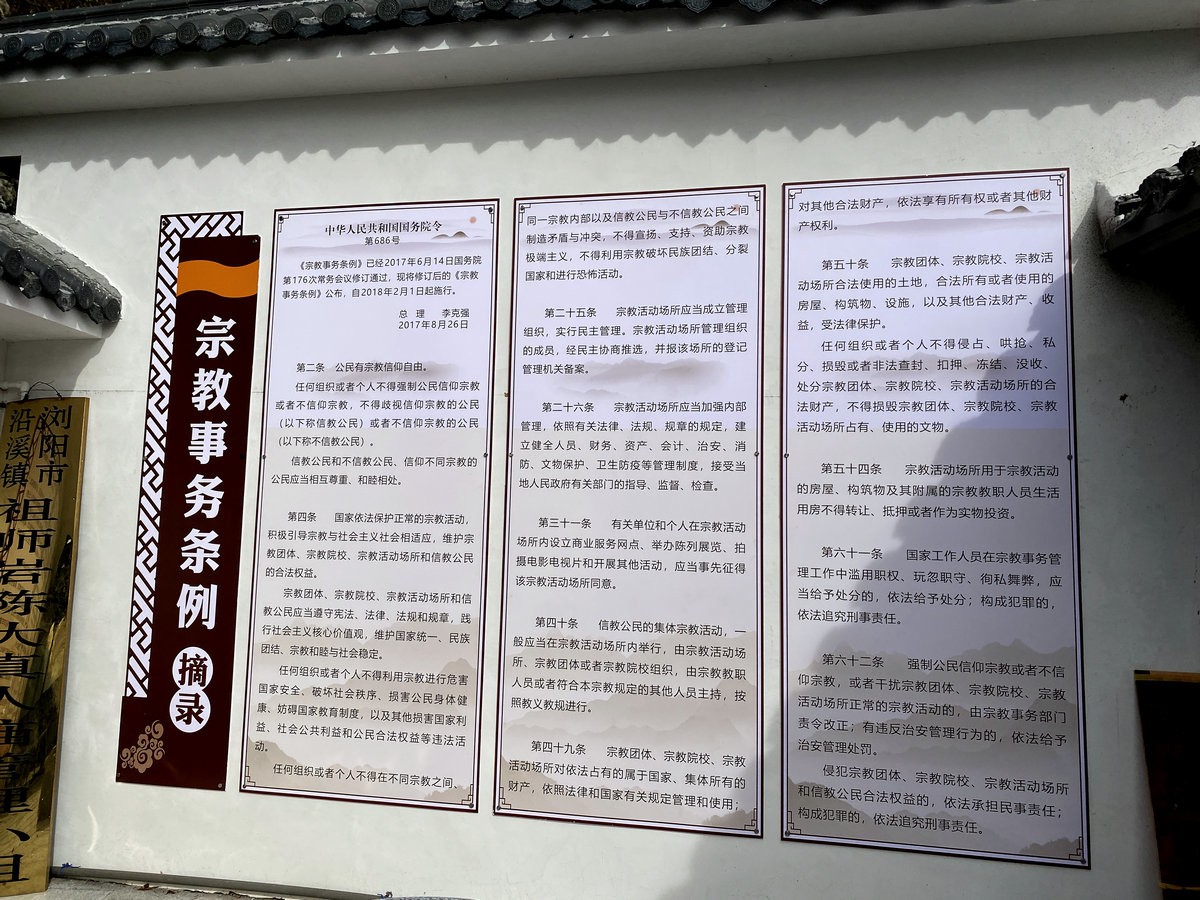 浏阳市
沿溪镇
祖师岩陈大真人庙管理、且
宗教事务条例
摘录
中华人民共和国国务院令
第686号
《宗教事务条例》已经2017年6月14日国务院
第176次常务会议修订通过，现将修订后的《宗教
事务条例》公布，自2018年2月1日起施行。
总 理 李克强
2017年8月26日
第二条 公民有宗教信仰自由。
任何组织或者个人不得强制公民信仰宗教
或者不信仰宗教，不得歧视信仰宗教的公民
（以下称信教公民）或者不信仰宗教的公民
（以下称不信教公民）。
信教公民和不信教公民、信仰不同宗教的
公民应当相互尊重、和睦相处。
第四条 国家依法保护正常的宗教活动，
积极引导宗教与社会主义社会相适应，维护宗
教团体、宗教院校、宗教活动场所和信教公民
的合法权益。
宗教团体、宗教院校、宗教活动场所和信
教公民应当遵守宪法、法律、法规和规章，践
行社会主义核心价值观，维护国家统一、民族
团结、宗教和睦与社会稳定。
任何组织或者个人不得利用宗教进行危害
国家安全、破坏社会秩序、损害公民身体健
康、妨碍国家教育制度，以及其他损害国家利
益、社会公共利益和公民合法权益等违法活
动。
任何组织或者个人不得在不同宗教之间、
同一宗教内部以及信教公民与不信教公民之间
制造矛盾与冲突，不得宣扬、支持、资助宗教
极端主义，不得利用宗教破坏民族团结、分裂
国家和进行恐怖活动。
第二十五条 宗教活动场所应当成立管理
组织，实行民主管理。宗教活动场所管理组织
的成员，经民主协商推选，并报该场所的登记
管理机关备案。
第二十六条 宗教活动场所应当加强内部
管理，依照有关法律、法规、规章的规定，建
立健全人员、财务、资产、会计、治安、消
防、文物保护、卫生防疫等管理制度，接受当
地人民政府有关部门的指导、监督、检查。
第三十一条 有关单位和个人在宗教活动
场所内设立商业服务网点、举办陈列展览、拍
摄电影电视片和开展其他活动，应当事先征得
该宗教活动场所同意。
第四十条 信教公民的集体宗教活动，一
般应当在宗教活动场所内举行，由宗教活动场
所、宗教团体或者宗教院校组织，由宗教教职
人员或者符合本宗教规定的其他人员主持，按
照教义教规进行。
第四十九条 宗教团体、宗教院校、宗教
活动场所对依法占有的属于国家、集体所有的
财产，依照法律和国家有关规定管理和使用；
对其他合法财产，依法享有所有权或者其他财
产权利。
第五十条 宗教团体、宗教院校、宗教活
动场所合法使用的土地，合法所有或者使用的
房屋、构筑物、设施，以及其他合法财产、收
益，受法律保护。
任何组织或者个人不得侵占、哄抢、私
分、损毁或者非法查封、扣押、冻结、没收、
处分宗教团体、宗教院校、宗教活动场所的合
法财产，不得损毁宗教团体、宗教院校、宗教
活动场所占有、使用的文物。
第五十四条 宗教活动场所用于宗教活动
的房屋、构筑物及其附属的宗教教职人员生活
用房不得转让、抵押或者作为实物投资。
第六十一条 国家工作人员在宗教事务管
理工作中滥用职权、玩忽职守、徇私舞弊，应
当给予处分的，依法给予处分；构成犯罪的，
依法追究刑事责任。
第六十二条 强制公民信仰宗教或者不信
仰宗教，或者干扰宗教团体、宗教院校、宗教
活动场所正常的宗教活动的，由宗教事务部门
责令改正；有违反治安管理行为的，依法给予
治安管理处罚。
侵犯宗教团体、宗教院校、宗教活动场所
和信教公民合法权益的，依法承担民事责任；
构成犯罪的，依法追究刑事责任。